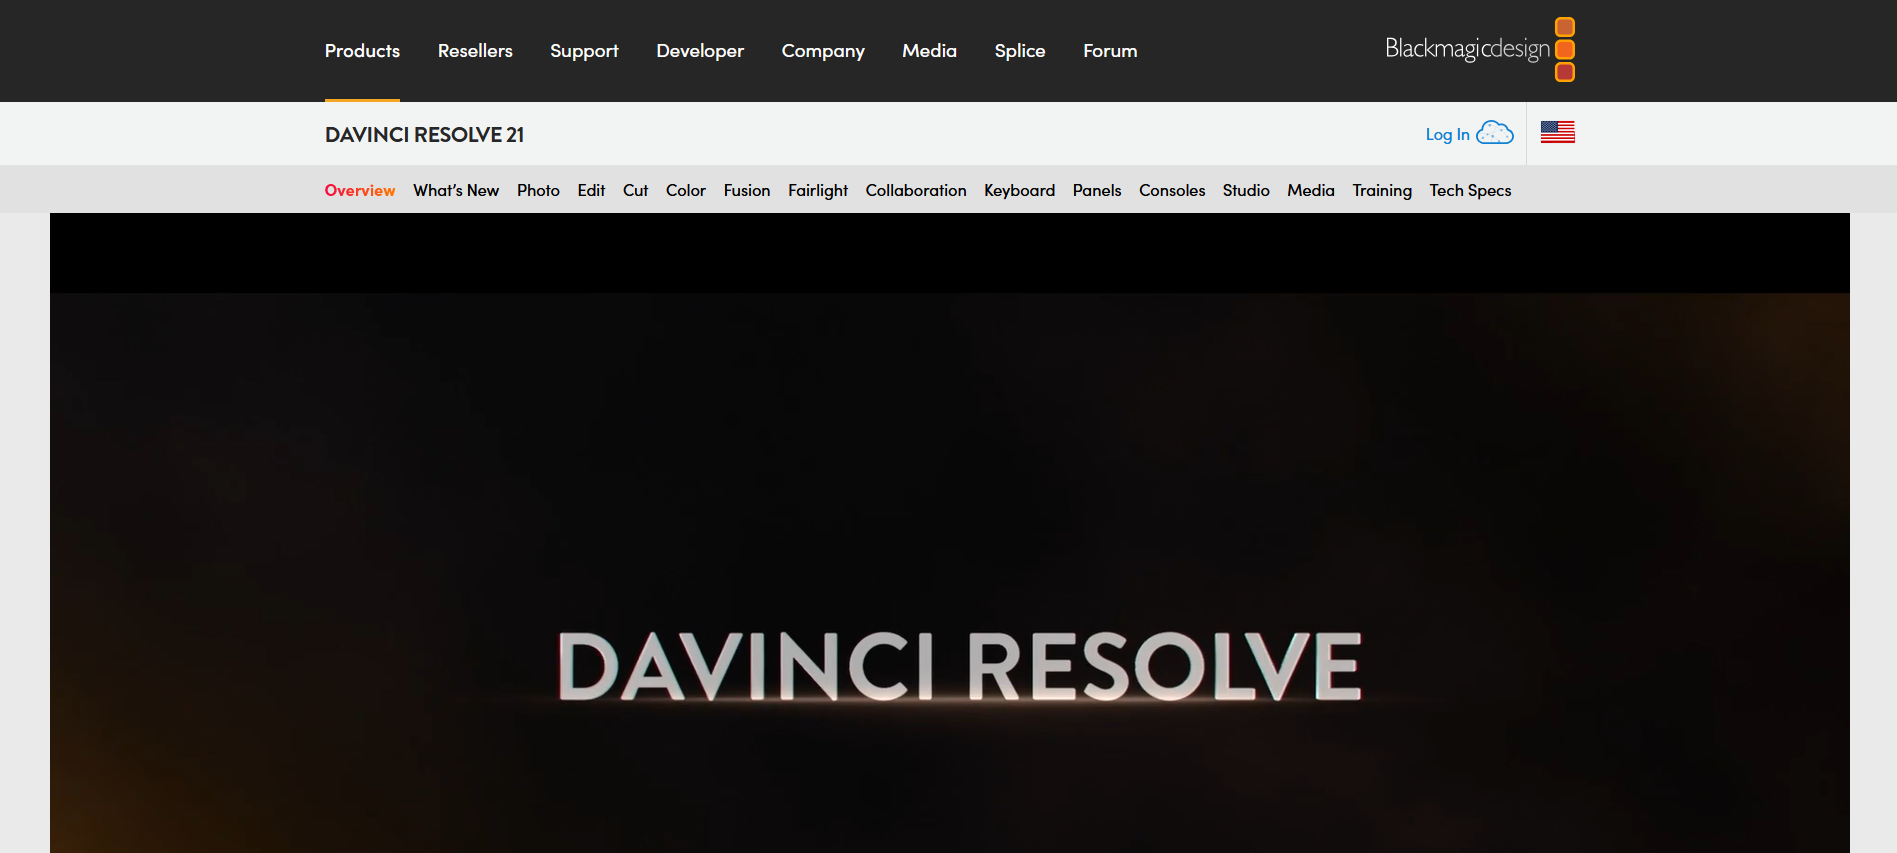 Products Resellers Support Developer Company Media Splice Forum Blackmagicdesign
DAVINCI RESOLVE 21 Log In
Overview What's New Photo Edit Cut Color Fusion Fairlight Collaboration Keyboard Panels Consoles Studio Media Training Tech Specs
DAVINCI RESOLVE